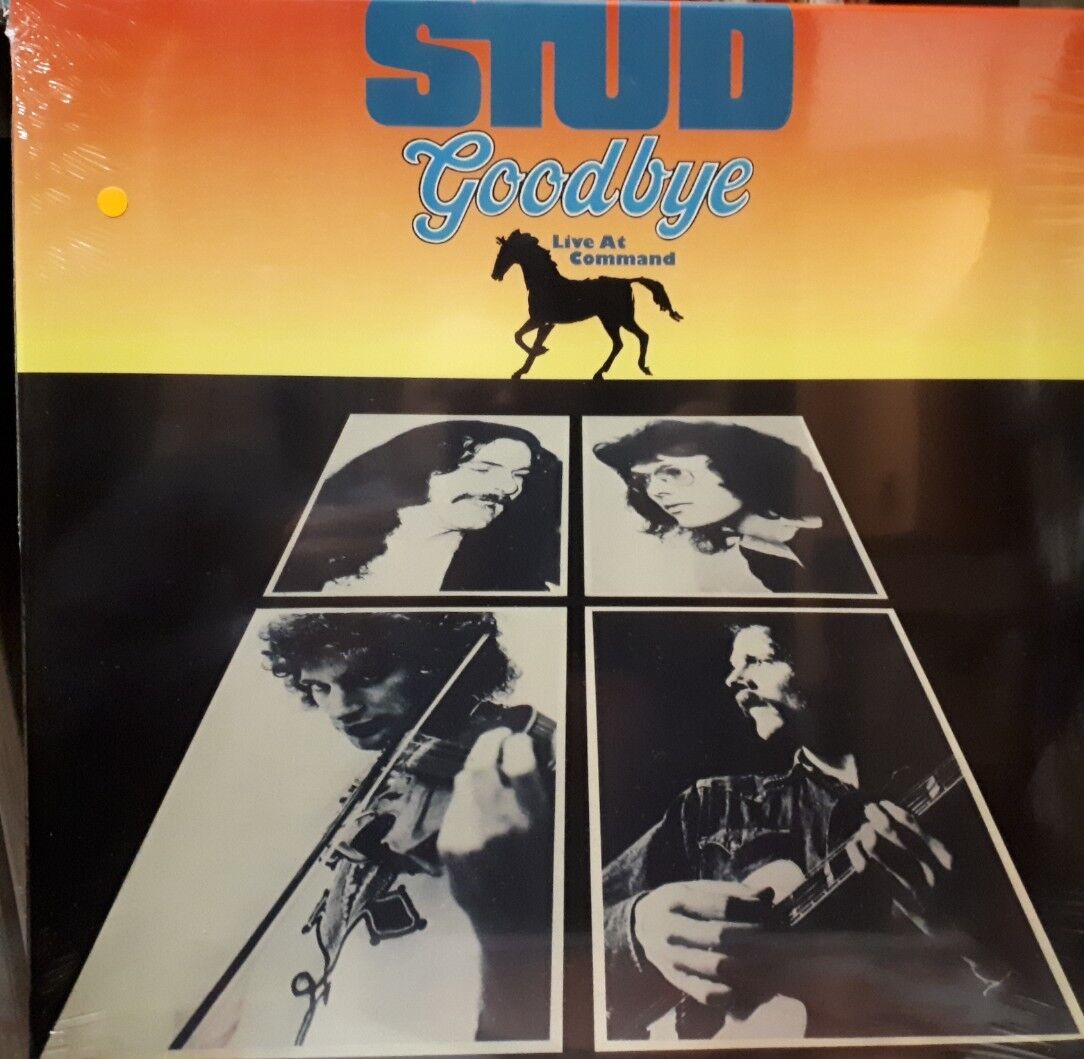 STUD
Goodbye
Live At
Command